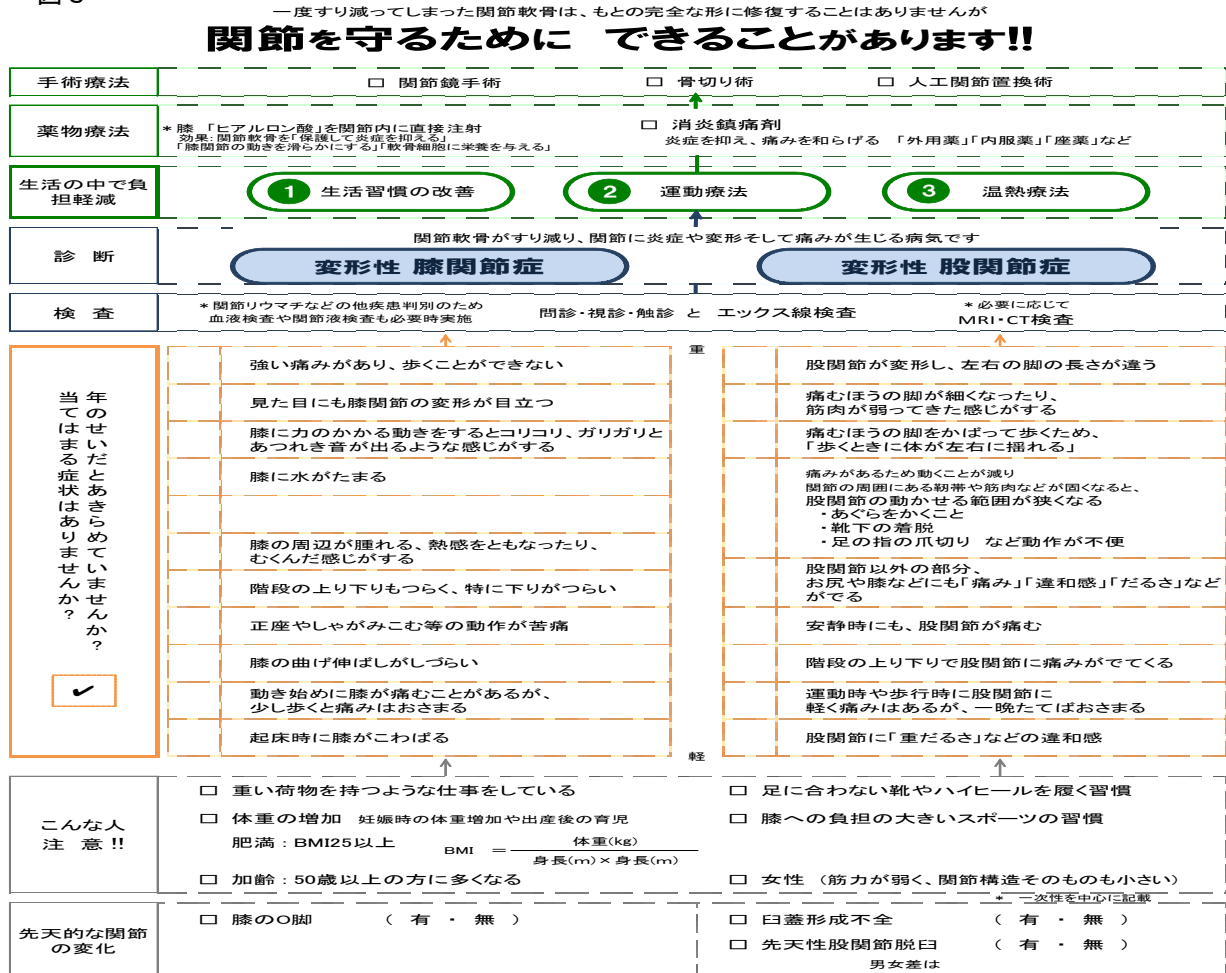 一度すり減ってしまった関節軟骨は、もとの完全な形に修復することはありませんが
関節を守るために できることがあります!!
手術療法
□ 関節鏡手術
□ 骨切り術
□ 人工関節置換術
薬物療法
* 膝 「ヒアルロン酸」を関節内に直接注射
効果:関節軟骨を「保護して炎症を抑える」
「膝関節の動きを滑らかにする」「軟骨細胞に栄養を与える」
□ 消炎鎮痛剤
炎症を抑え、痛みを和らげる 「外用薬」「内服薬」「座薬」など
生活の中で負
担軽減
1 生活習慣の改善
2 運動療法
3 温熱療法
診 断
関節軟骨がすり減り、関節に炎症や変形そして痛みが生じる病気です
変形性 膝関節症
変形性 股関節症
検 査
* 関節リウマチなどの他疾患判別のため
血液検査や関節液検査も必要時実施
問診・視診・触診 と エックス線検査
* 必要に応じて
MRI・CT検査
年のせいだとあきらめていませんか?
当てはまる症状はありませんか?
✔
重
強い痛みがあり、歩くことができない
見た目にも膝関節の変形が目立つ
膝に力のかかる動きをするとコリコリ、ガリガリと
あつれき音が出るような感じがする
膝に水がたまる
膝の周辺が腫れる、熱感をともなったり、
むくんだ感じがする
階段の上り下りもつらく、特に下りがつらい
正座やしゃがみこむ等の動作が苦痛
膝の曲げ伸ばしがしづらい
動き始めに膝が痛むことがあるが、
少し歩くと痛みはおさまる
起床時に膝がこわばる
股関節が変形し、左右の脚の長さが違う
痛むほうの脚が細くなったり、
筋肉が弱ってきた感じがする
痛むほうの脚をかばって歩くため、
「歩くときに体が左右に揺れる」
痛みがあるため動くことが減り
関節の周囲にある靭帯や筋肉などが固くなると、
股関節の動かせる範囲が狭くなる
・あぐらをかくこと
・靴下の着脱
・足の指の爪切り など動作が不便
股関節以外の部分、
お尻や膝などにも「痛み」「違和感」「だるさ」など
がでる
安静時にも、股関節が痛む
階段の上り下りで股関節に痛みがでてくる
運動時や歩行時に股関節に
軽く痛みはあるが、一晩たてばおさまる
股関節に「重だるさ」などの違和感
軽
こんな人
注 意 !!
□ 重い荷物を持つような仕事をしている
□ 体重の増加 妊娠時の体重増加や出産後の育児
肥満:BMI25以上
BMI = 体重(kg)
身長(m)×身長(m)
□ 加齢:50歳以上の方に多くなる
□ 足に合わない靴やハイヒールを履く習慣
□ 膝への負担の大きいスポーツの習慣
□ 女性 (筋力が弱く、関節構造そのものも小さい)
* 一次性を中心に記載
先天的な関節
の変化
□ 膝のO脚 ( 有 ・ 無 )
□ 臼蓋形成不全 ( 有 ・ 無 )
□ 先天性股関節脱臼 ( 有 ・ 無 )
男女差は